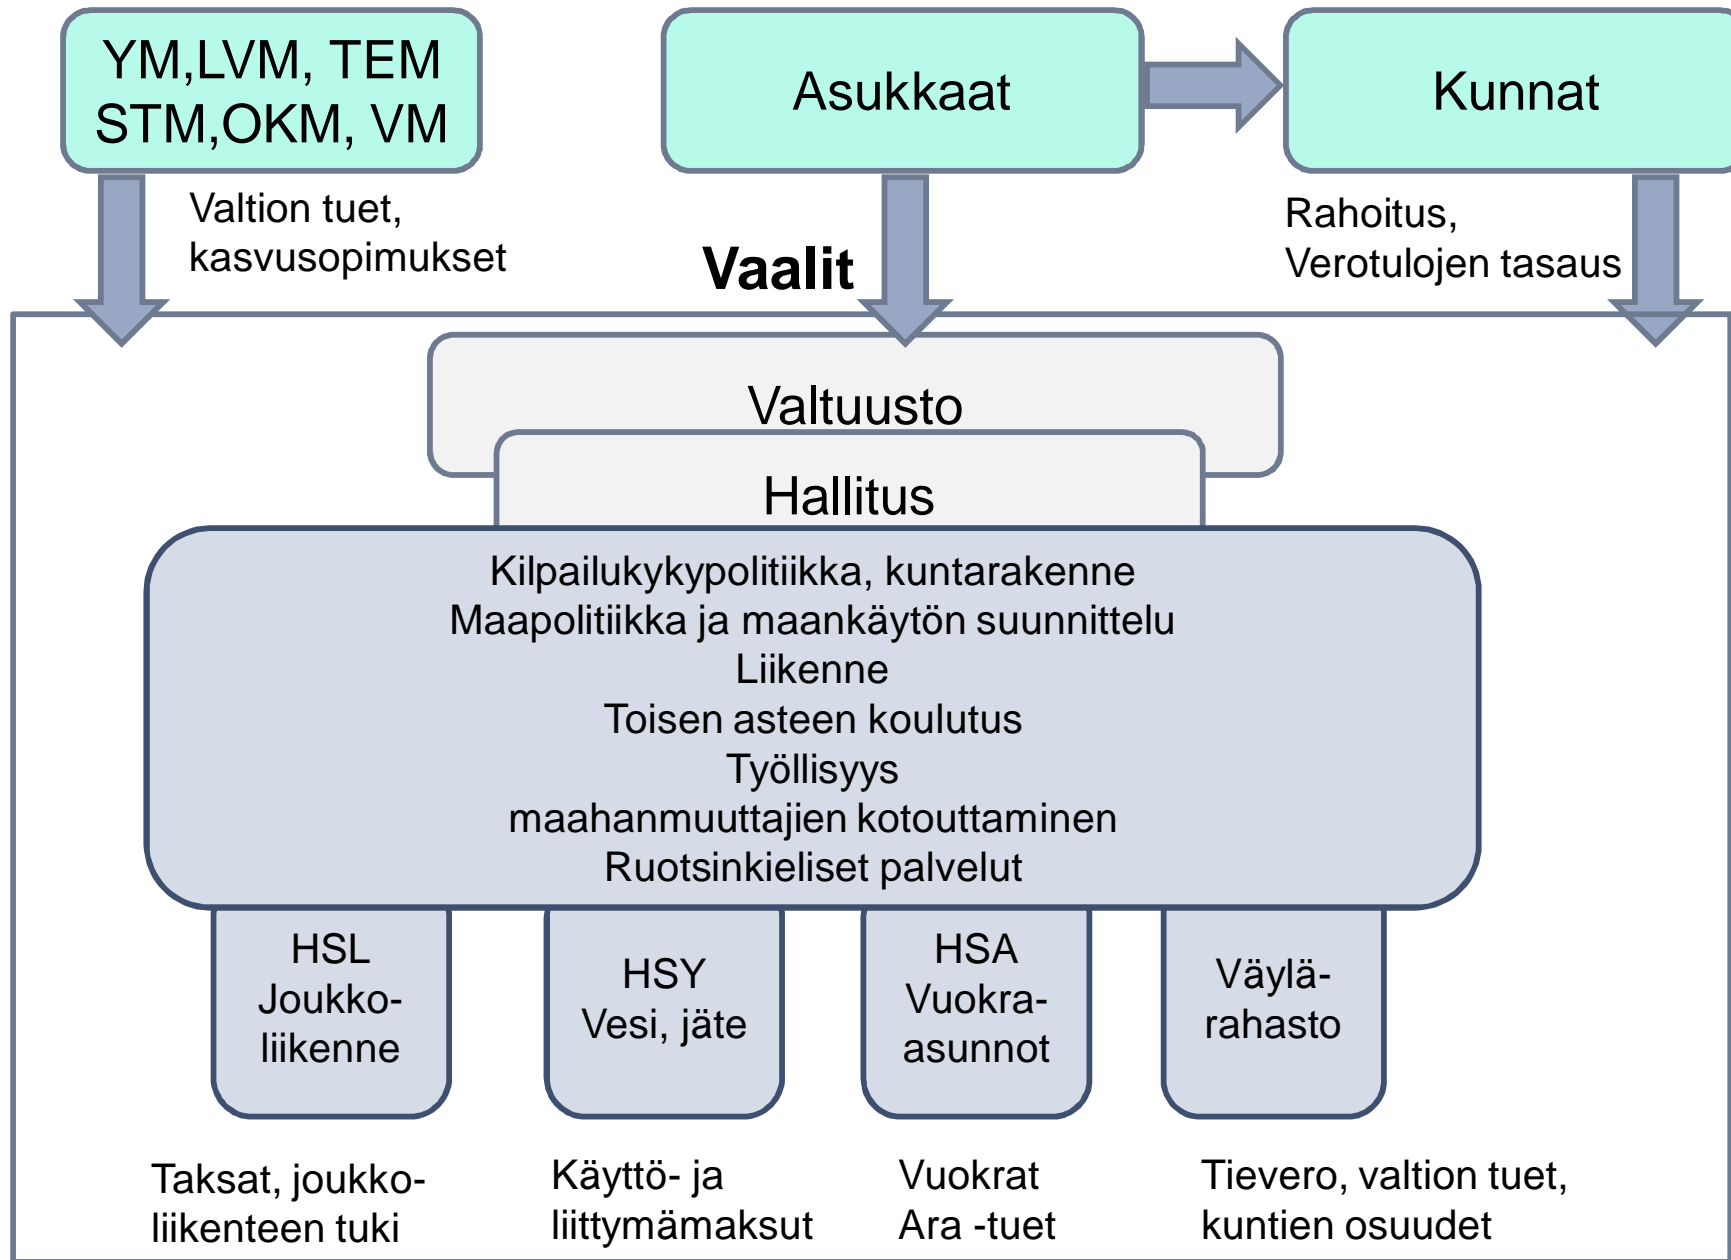 YM,LVM, TEM
STM,OKM, VM
Asukkaat
Kunnat
Valtion tuet,
kasvusopimukset
Vaalit
Rahoitus,
Verotulojen tasaus
Valtuusto
Hallitus
Kilpailukykypolitiikka, kuntarakenne
Maapolitiikka ja maankäytön suunnittelu
Liikenne
Toisen asteen koulutus
Työllisyys
maahanmuuttajien kotouttaminen
Ruotsinkieliset palvelut
HSL
Joukko-
liikenne
HSY
Vesi, jäte
HSA
Vuokra-
asunnot
Väylä-
rahasto
Taksat, joukko-
liikenteen tuki
Käyttö- ja
liittymämaksut
Vuokrat
Ara -tuet
Tievero, valtion tuet,
kuntien osuudet